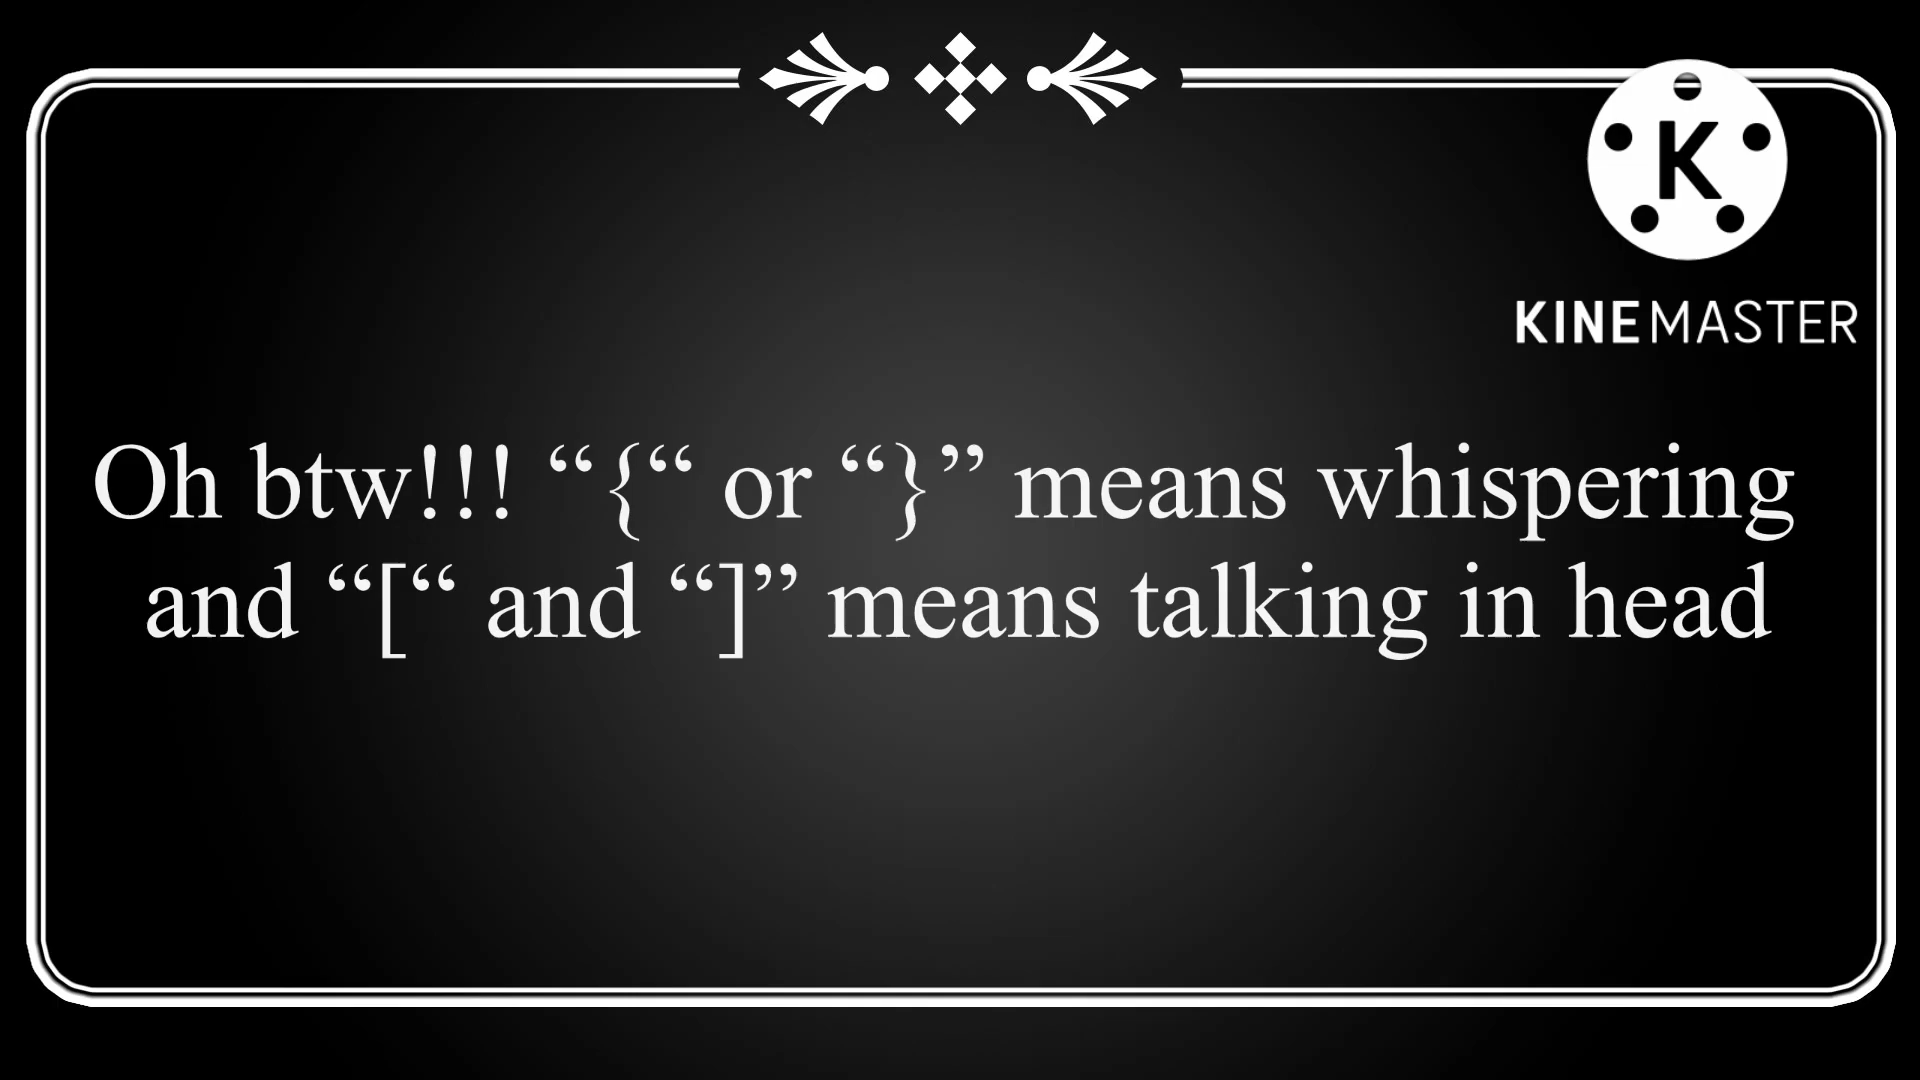 K
KINEMASTER
Oh btw!!! “{“ or “}” means whispering
and “[“ and “]” means talking in head